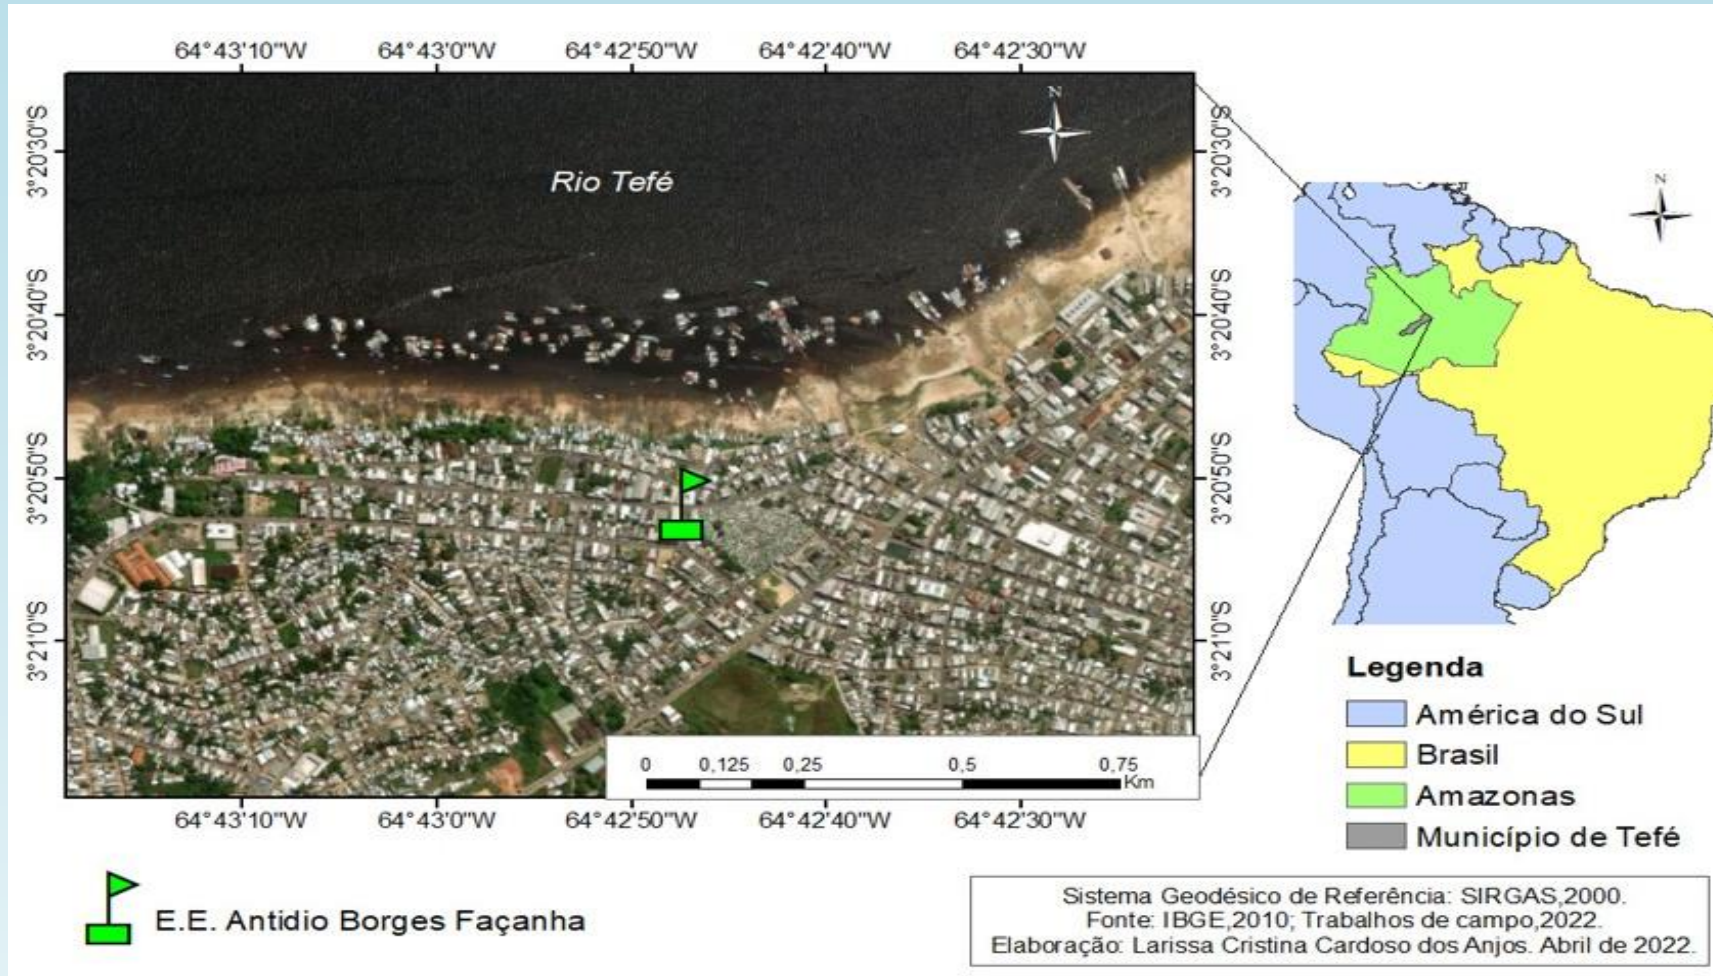 64°43'10"W 64°43'0"W 64°42'50"W 64°42'40"W 64°42'30"W
3°20'30"S
3°20'40"S
3°20'50"S
3°21'0"S
Rio Tefé
N
3°20'30"S
3°20'40"S
3°20'50"S
3°21'0"S
N
0 0,125 0,25 0,5 0,75
Km
64°43'10"W 64°43'0"W 64°42'50"W 64°42'40"W 64°42'30"W
Legenda
América do Sul
Brasil
Amazonas
Município de Tefé
E.E. Antidio Borges Façanha
Sistema Geodésico de Referência: SIRGAS,2000.
Fonte: IBGE,2010; Trabalhos de campo,2022.
Elaboração: Larissa Cristina Cardoso dos Anjos. Abril de 2022.